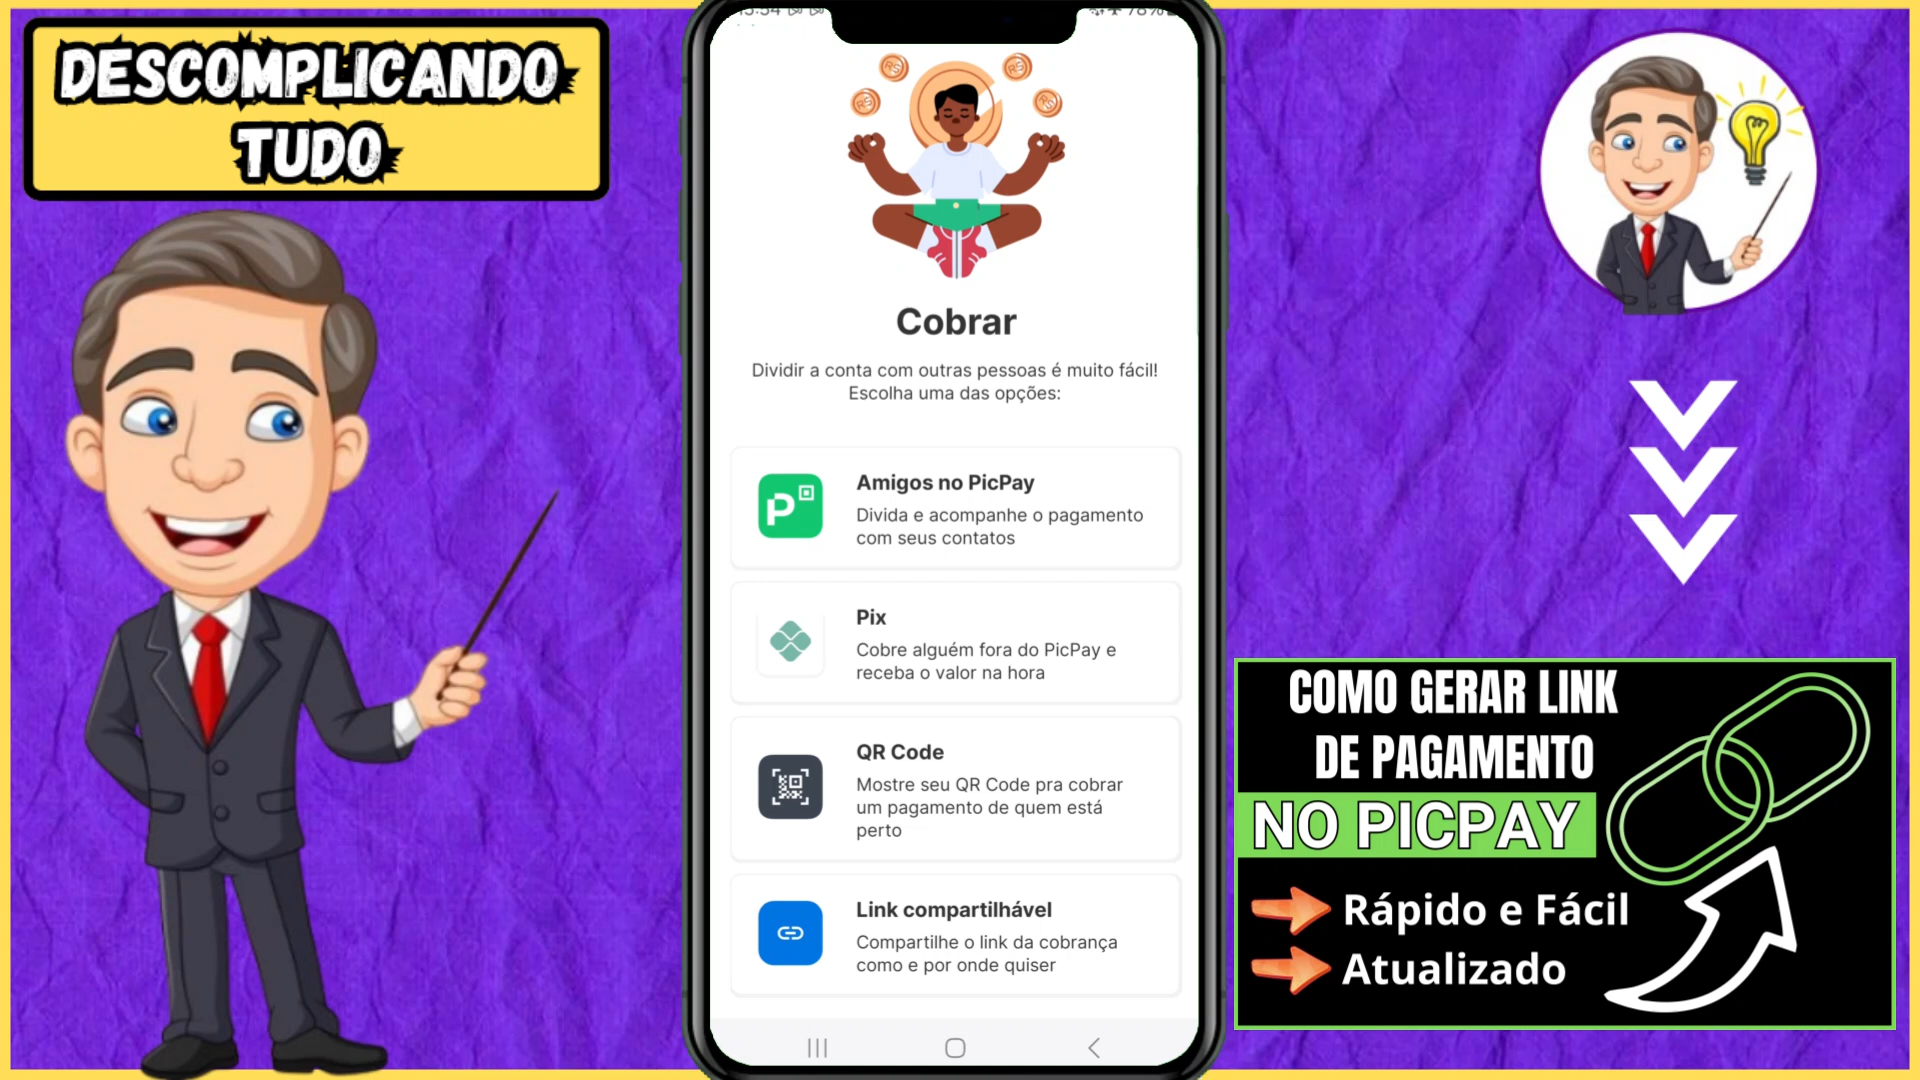 DESCOMPLICANDO
TUDO
78%
Cobrar
Dividir a conta com outras pessoas é muito fácil!
Escolha uma das opções:
Amigos no PicPay
Divida e acompanhe o pagamento
com seus contatos
Pix
Cobre alguém fora do PicPay e
receba o valor na hora
QR Code
Mostre seu QR Code pra cobrar
um pagamento de quem está
perto
Link compartilhável
Compartilhe o link da cobrança
como e por onde quiser
COMO GERAR LINK
DE PAGAMENTO
NO PICPAY
Rápido e Fácil
Atualizado